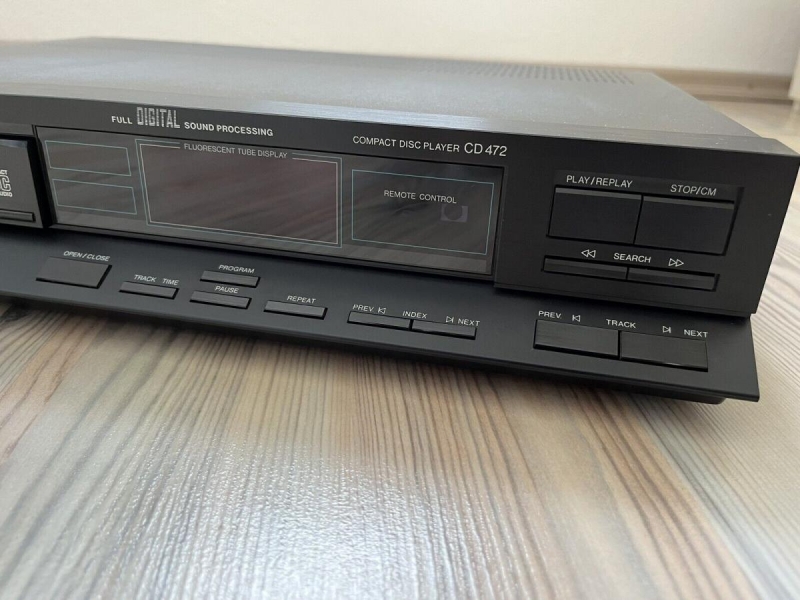 FULL DIGITAL SOUND PROCESSING
COMPACT DISC PLAYER CD 472
FLUORESCENT TUBE DISPLAY
REMOTE CONTROL
PLAY/REPLAY
STOP/CM
SEARCH
OPEN/CLOSE
TRACK TIME
PROGRAM
PAUSE
REPEAT
PREV INDEX NEXT
PREV TRACK NEXT